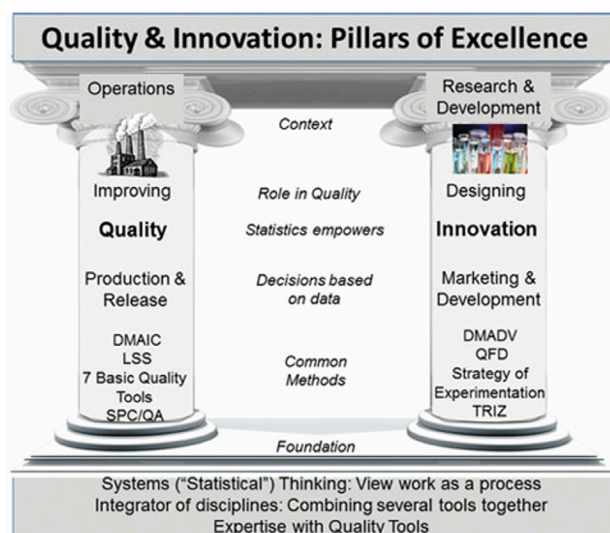 Quality & Innovation: Pillars of Excellence
Operations
Improving
Quality
Production &
Release
DMAIC
LSS
7 Basic Quality
Tools
SPC/QA
Context
Role in Quality
Statistics empowers
Decisions based
on data
Common
Methods
Foundation
Research &
Development
Designing
Innovation
Marketing &
Development
DMADV
QFD
Strategy of
Experimentation
TRIZ
Systems (“Statistical”) Thinking: View work as a process
Integrator of disciplines: Combining several tools together
Expertise with Quality Tools